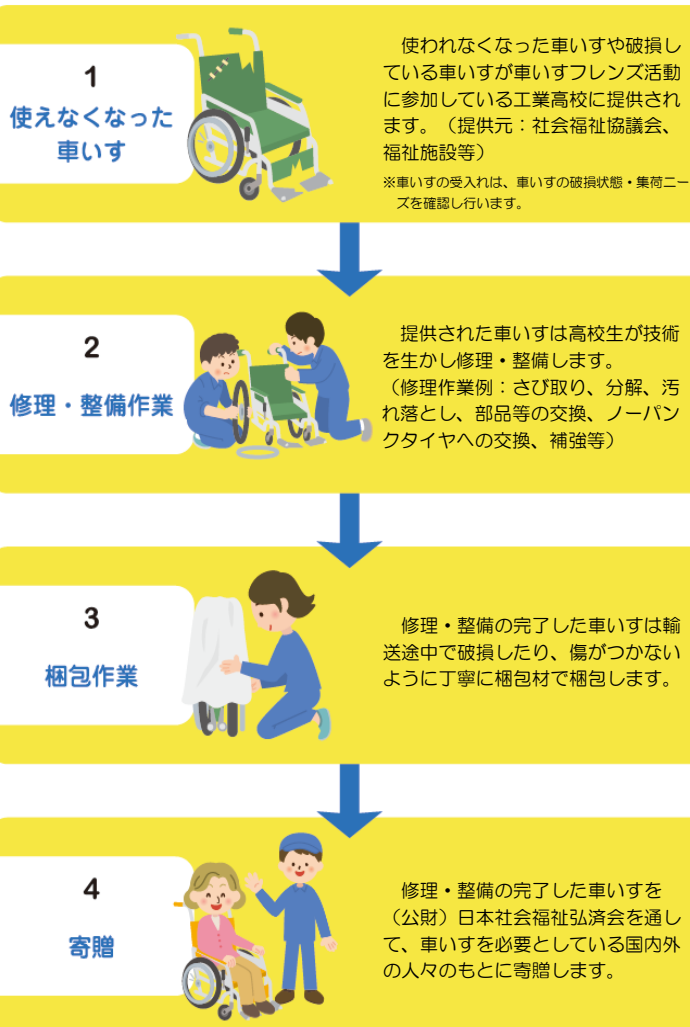 1
使えなくなった
車いす
使われなくなった車いすや破損し
ている車いすが車いすフレンズ活動
に参加している工業高校に提供され
ます。（提供元：社会福祉協議会、
福祉施設等）
※車いすの受入れは、車いすの破損状態・集荷ニー
ズを確認し行います。
2
修理・整備作業
提供された車いすは高校生が技術
を生かし修理・整備します。
（修理作業例：さび取り、分解、汚
れ落とし、部品等の交換、ノーパン
クタイヤへの交換、補強等）
3
梱包作業
修理・整備の完了した車いすは輸
送途中で破損したり、傷がつかない
ように丁寧に梱包材で梱包します。
4
寄贈
修理・整備の完了した車いすを
（公財）日本社会福祉弘済会を通し
て、車いすを必要としている国内外
の人々のもとに寄贈します。